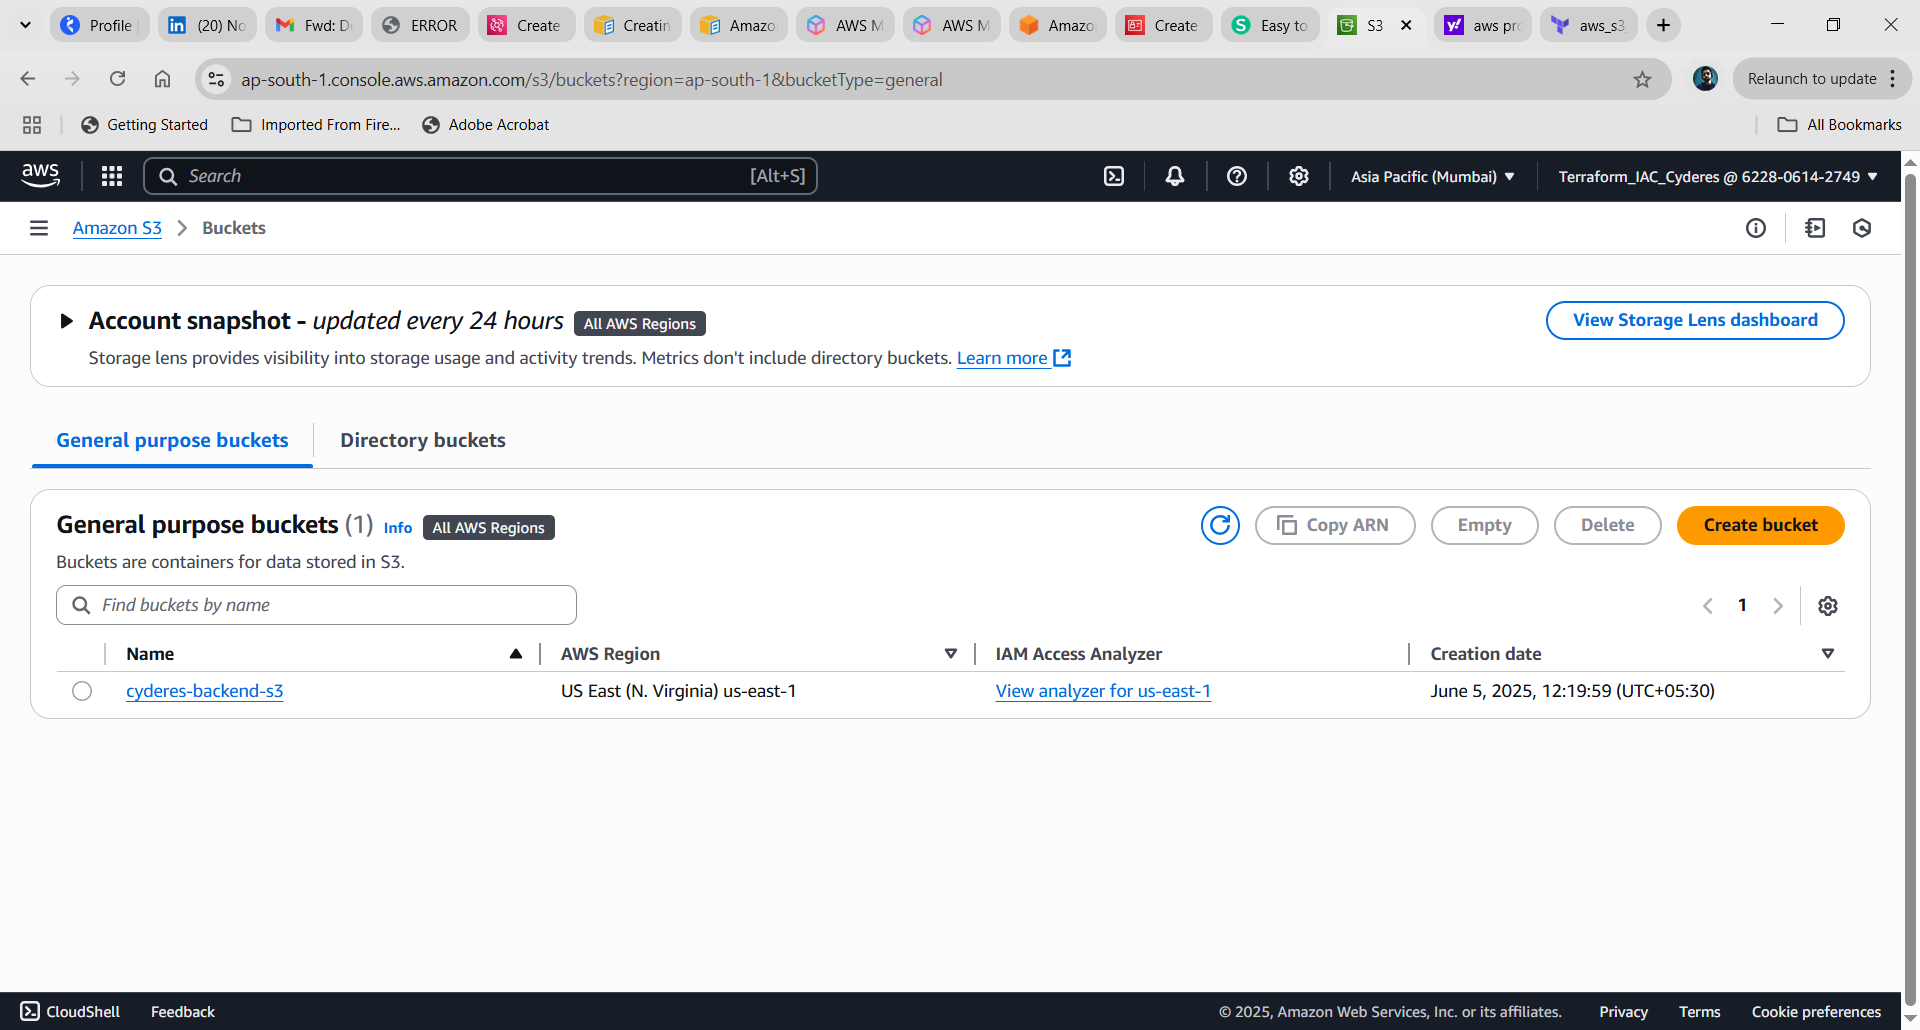 Profile
(20) No
Fwd: D
ERROR
Create
Creatin
Amazo
AWS M
AWS M
Amazo
Create
Easy to
S3
aws pro
aws_s3_
ap-south-1.console.aws.amazon.com/s3/buckets?region=ap-south-1&bucketType=general
Relaunch to update
Getting Started
Imported From Fire...
Adobe Acrobat
All Bookmarks
aws
Search
[Alt+S]
Asia Pacific (Mumbai)
Terraform_IAC_Cyderes @ 6228-0614-2749
Amazon S3
Buckets
Account snapshot - updated every 24 hours
All AWS Regions
View Storage Lens dashboard
Storage lens provides visibility into storage usage and activity trends. Metrics don't include directory buckets. Learn more
General purpose buckets
Directory buckets
General purpose buckets (1)
Info
All AWS Regions
Copy ARN
Empty
Delete
Create bucket
Buckets are containers for data stored in S3.
Find buckets by name
1
Name
AWS Region
IAM Access Analyzer
Creation date
cyderes-backend-s3
US East (N. Virginia) us-east-1
View analyzer for us-east-1
June 5, 2025, 12:19:59 (UTC+05:30)
CloudShell
Feedback
© 2025, Amazon Web Services, Inc. or its affiliates.
Privacy
Terms
Cookie preferences